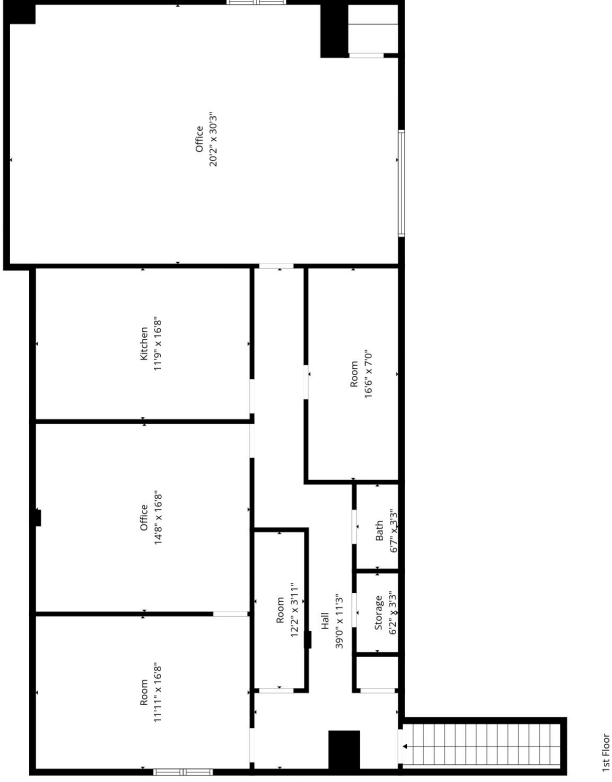 Office
20'2" x 30'3"
Kitchen
11'9" x 16'8"
Room
16'6" x 7'0"
Office
14'8" x 16'8"
Bath
6'7" x 3'3"
Room
12'2" x 3'11"
Hall
39'0" x 11'3"
Storage
6'2" x 3'3"
Room
11'11" x 16'8"
1st Floor